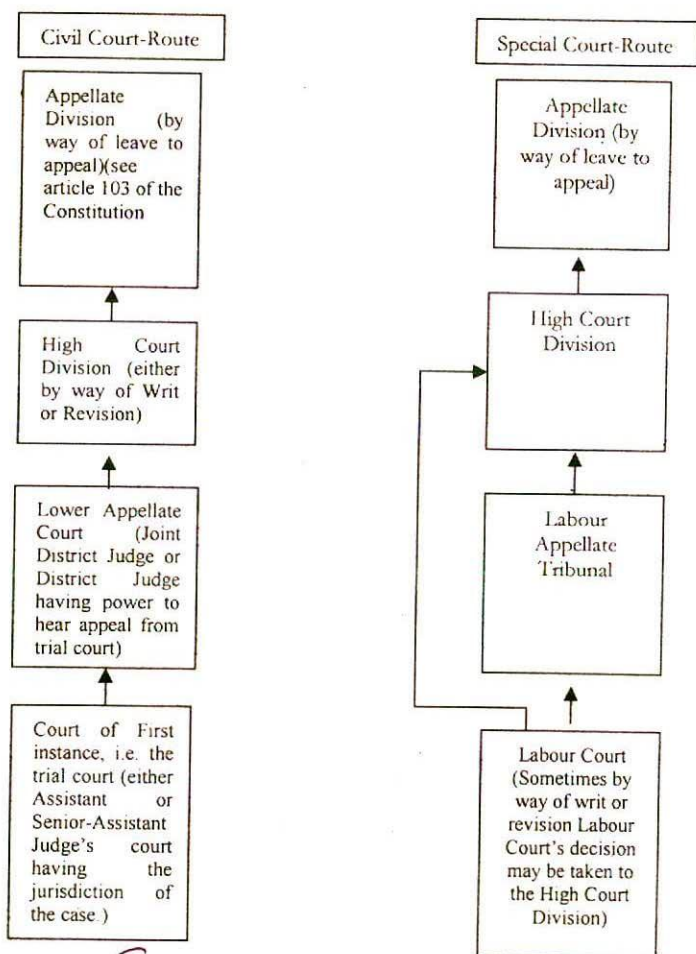 Civil Court-Route
Appellate
Division (by
way of leave to
appeal)(see
article 103 of the
Constitution
High Court
Division (either
by way of Writ
or Revision)
Lower Appellate
Court (Joint
District Judge or
District Judge
having power to
hear appeal from
trial court)
Court of First
instance, i.e. the
trial court (either
Assistant or
Senior-Assistant
Judge's court
having the
jurisdiction of
the case.)
Special Court-Route
Appellate
Division (by
way of leave to
appeal)
High Court
Division
Labour
Appellate
Tribunal
Labour Court
(Sometimes by
way of writ or
revision Labour
Court's decision
may be taken to
the High Court
Division)